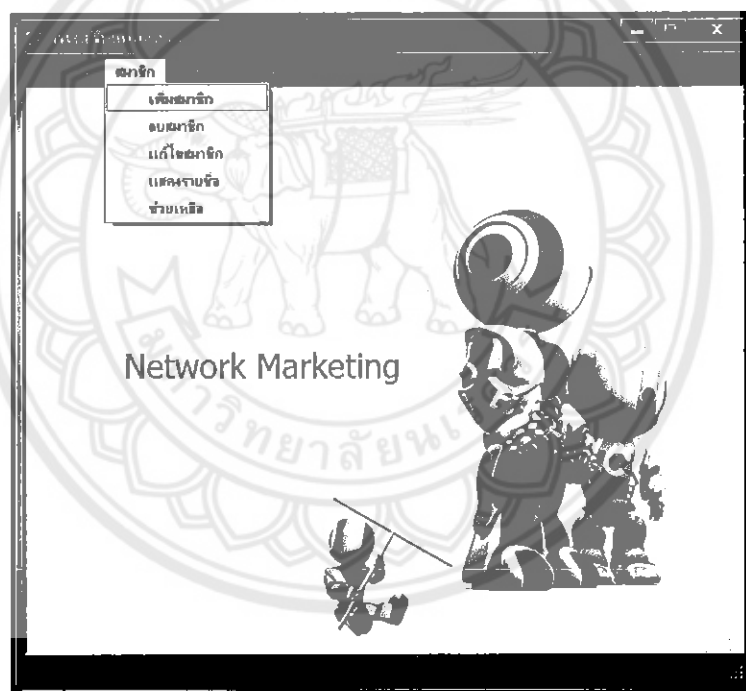 สมาชิก
เพิ่มสมาชิก
ลบสมาชิก
แก้ไขสมาชิก
แสดงรายชื่อ
ช่วยเหลือ
Network Marketing